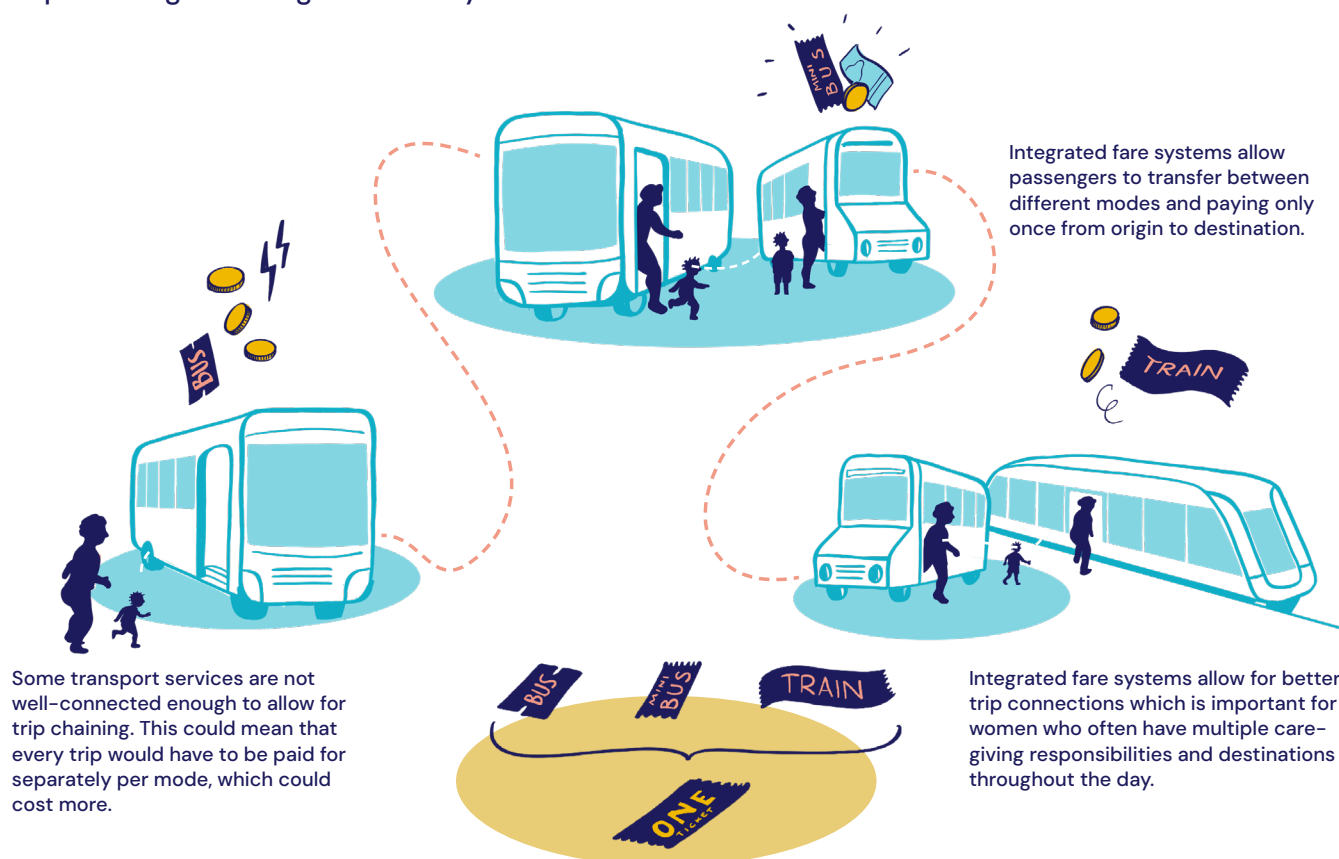 MINI
BUS
Integrated fare systems allow
passengers to transfer between
different modes and paying only
once from origin to destination.
BUS
TRAIN
Some transport services are not
well-connected enough to allow for
trip chaining. This could mean that
every trip would have to be paid for
separately per mode, which could
cost more.
BUS
MINI
BUS
TRAIN
ONE
TICKET
Integrated fare systems allow for better
trip connections which is important for
women who often have multiple care-
giving responsibilities and destinations
throughout the day.